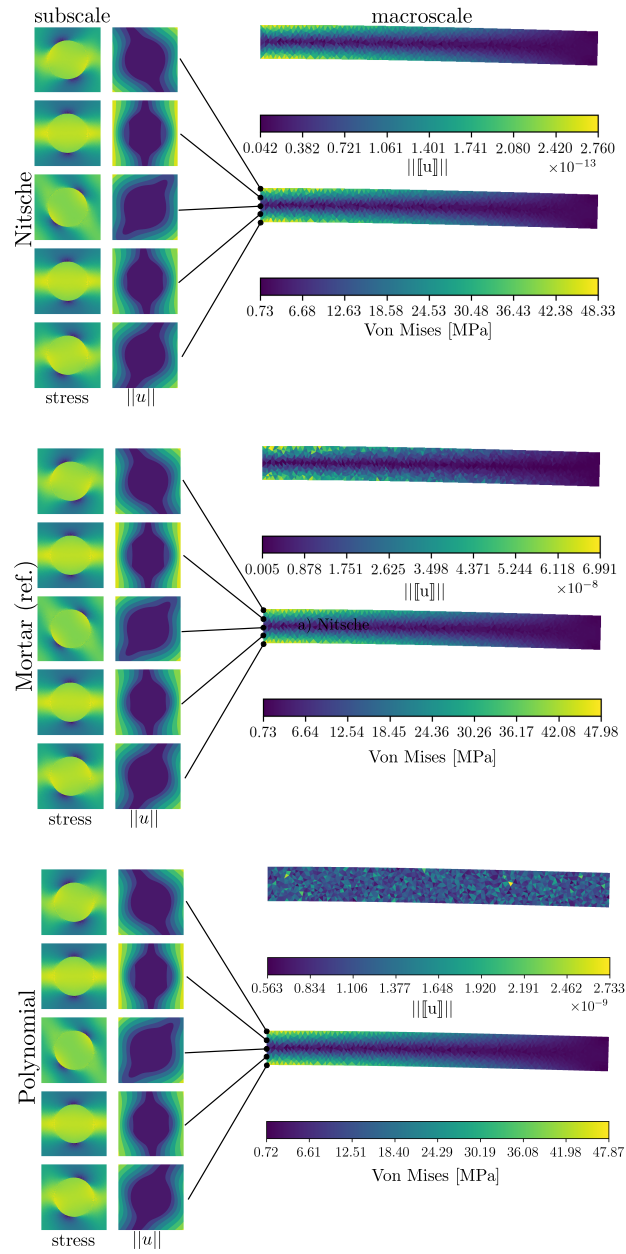 subscale
macroscale
Nitsche
0.042 0.382 0.721 1.061 1.401 1.741 2.080 2.420 2.760
||⟦u⟧||
×10⁻¹³
0.73 6.68 12.63 18.58 24.53 30.48 36.43 42.38 48.33
Von Mises [MPa]
stress
||u||
Mortar (ref.)
0.005 0.878 1.751 2.625 3.498 4.371 5.244 6.118 6.991
||⟦u⟧||
×10⁻⁸
a) Nitsche
0.73 6.64 12.54 18.45 24.36 30.26 36.17 42.08 47.98
Von Mises [MPa]
stress
||u||
Polynomial
0.563 0.834 1.106 1.377 1.648 1.920 2.191 2.462 2.733
||⟦u⟧||
×10⁻⁹
0.72 6.61 12.51 18.40 24.29 30.19 36.08 41.98 47.87
Von Mises [MPa]
stress
||u||